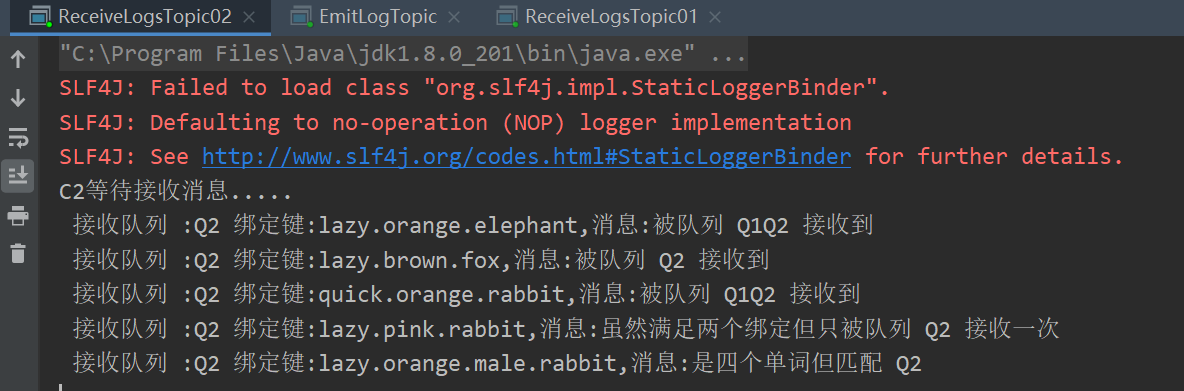 ReceiveLogsTopic02 × EmitLogTopic × ReceiveLogsTopic01 ×
"C:\Program Files\Java\jdk1.8.0_201\bin\java.exe" ...
SLF4J: Failed to load class "org.slf4j.impl.StaticLoggerBinder".
SLF4J: Defaulting to no-operation (NOP) logger implementation
SLF4J: See http://www.slf4j.org/codes.html#StaticLoggerBinder for further details.
C2等待接收消息.....
接收队列 :Q2 绑定键:lazy.orange.elephant,消息:被队列 Q1Q2 接收到
接收队列 :Q2 绑定键:lazy.brown.fox,消息:被队列 Q2 接收到
接收队列 :Q2 绑定键:quick.orange.rabbit,消息:被队列 Q1Q2 接收到
接收队列 :Q2 绑定键:lazy.pink.rabbit,消息:虽然满足两个绑定但只被队列 Q2 接收一次
接收队列 :Q2 绑定键:lazy.orange.male.rabbit,消息:是四个单词但匹配 Q2